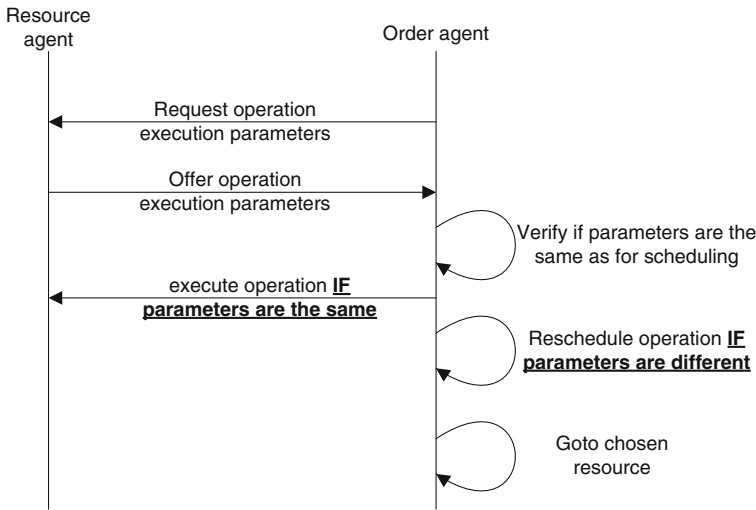 Resource
agent
Order agent
Request operation
execution parameters
Offer operation
execution parameters
Verify if parameters are the
same as for scheduling
execute operation IF
parameters are the same
Reschedule operation IF
parameters are different
Goto chosen
resource